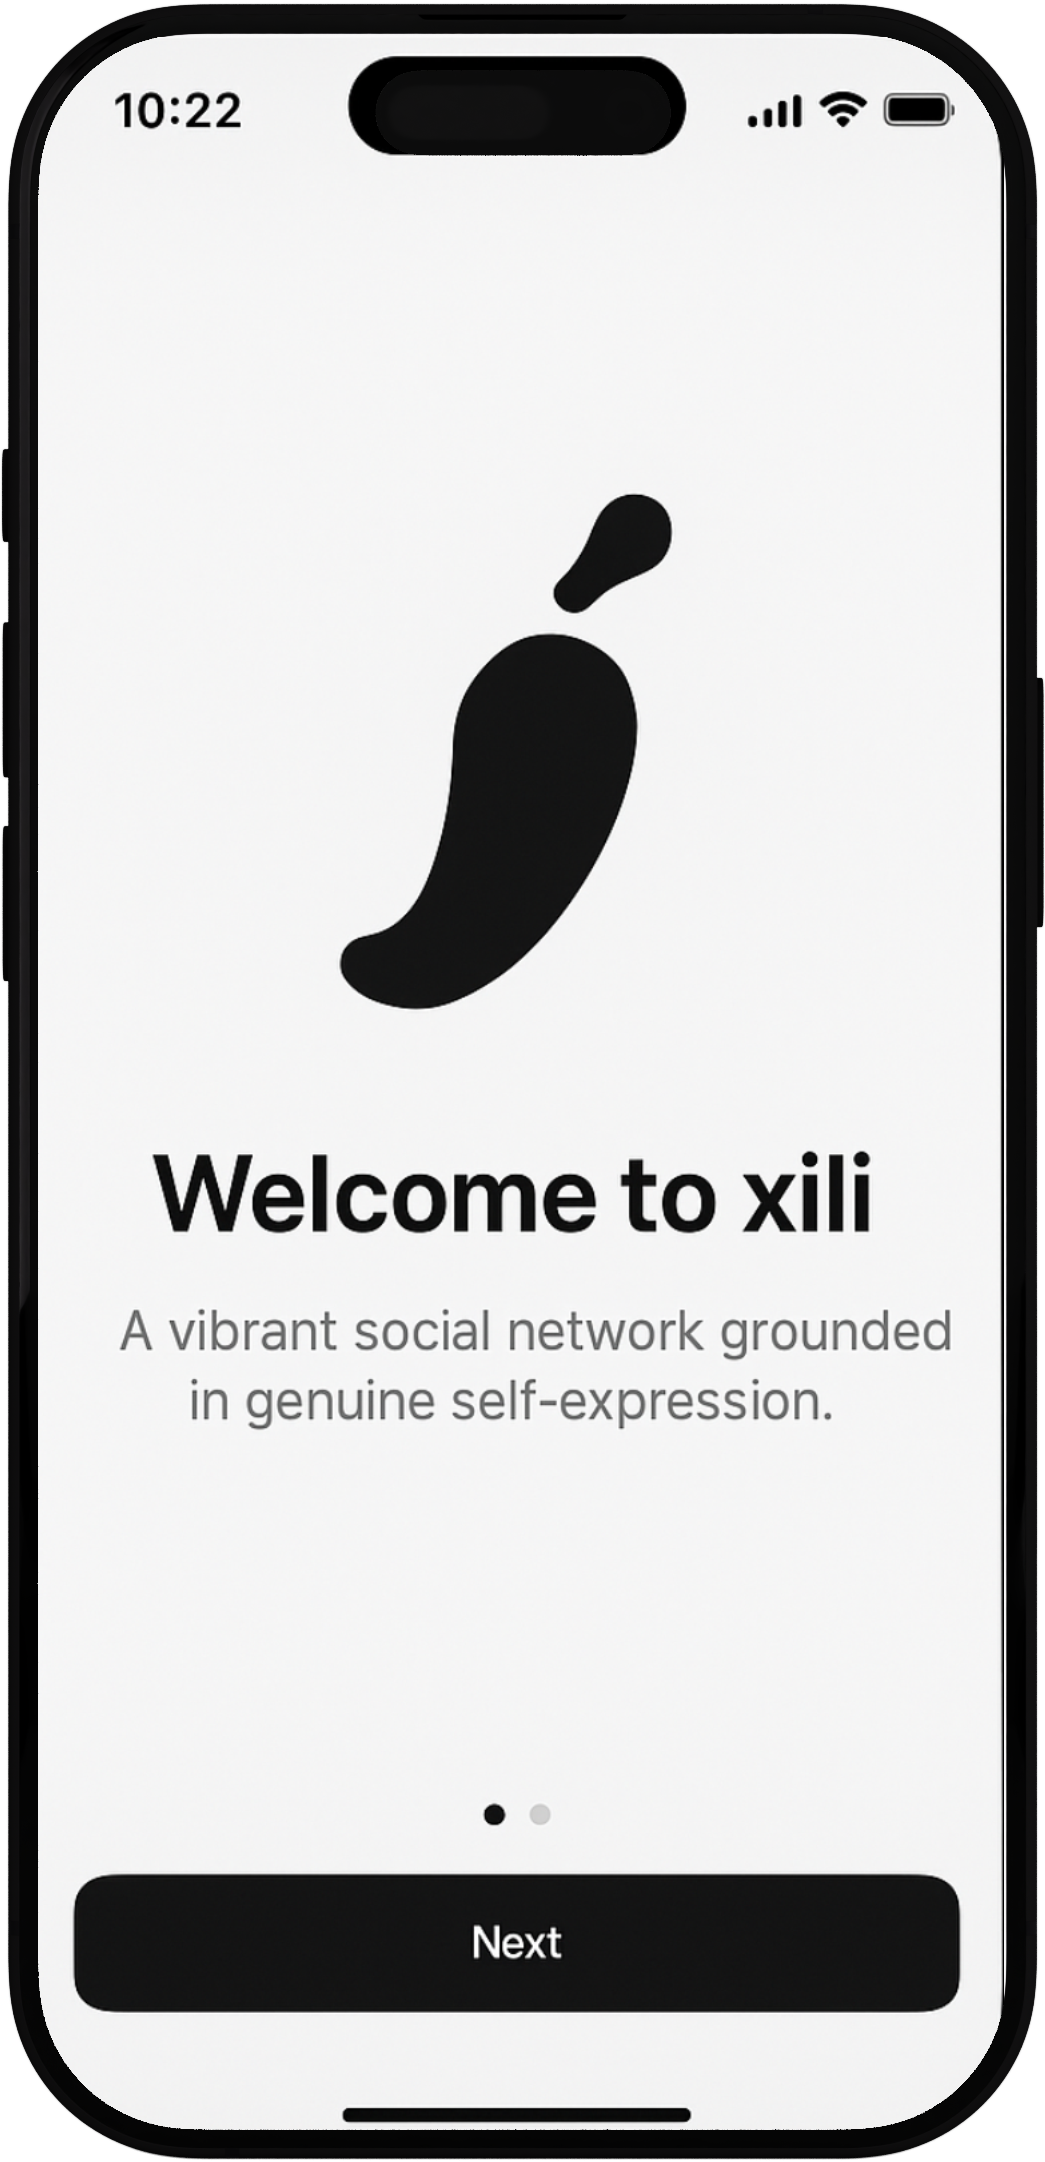 10:22
Welcome to xili
A vibrant social network grounded
in genuine self-expression.
Next